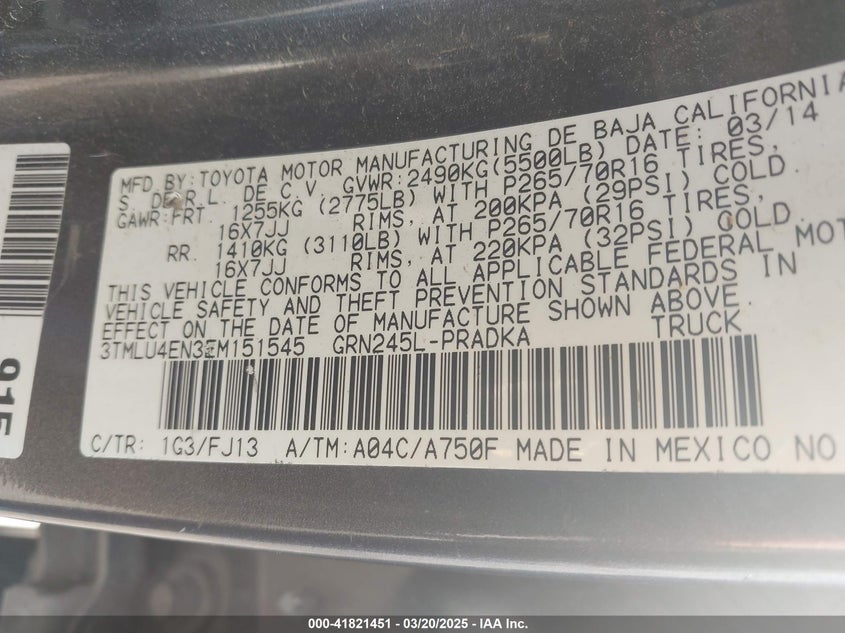 MFD. BY: TOYOTA MOTOR MANUFACTURING DE BAJA CALIFORNIA
S. DE R.L. DE C.V. GVWR: 2490KG(5500LB) DATE: 03/14
GAWR: FRT. 1255KG (2775LB) WITH P265/70R16 TIRES,
16X7JJ RIMS, AT 200KPA (29PSI) COLD.
RR. 1410KG (3110LB) WITH P265/70R16 TIRES,
16X7JJ RIMS, AT 220KPA (32PSI) COLD.
THIS VEHICLE CONFORMS TO ALL APPLICABLE FEDERAL MOT
VEHICLE SAFETY AND THEFT PREVENTION STANDARDS IN
EFFECT ON THE DATE OF MANUFACTURE SHOWN ABOVE.
3TMLU4EN3EM151545 GRN245L-PRADKA TRUCK
C/TR: 1G3/FJ13 A/TM: A04C/A750F MADE IN MEXICO NO
915
000-41821451 — 03/20/2025 — IAA Inc.